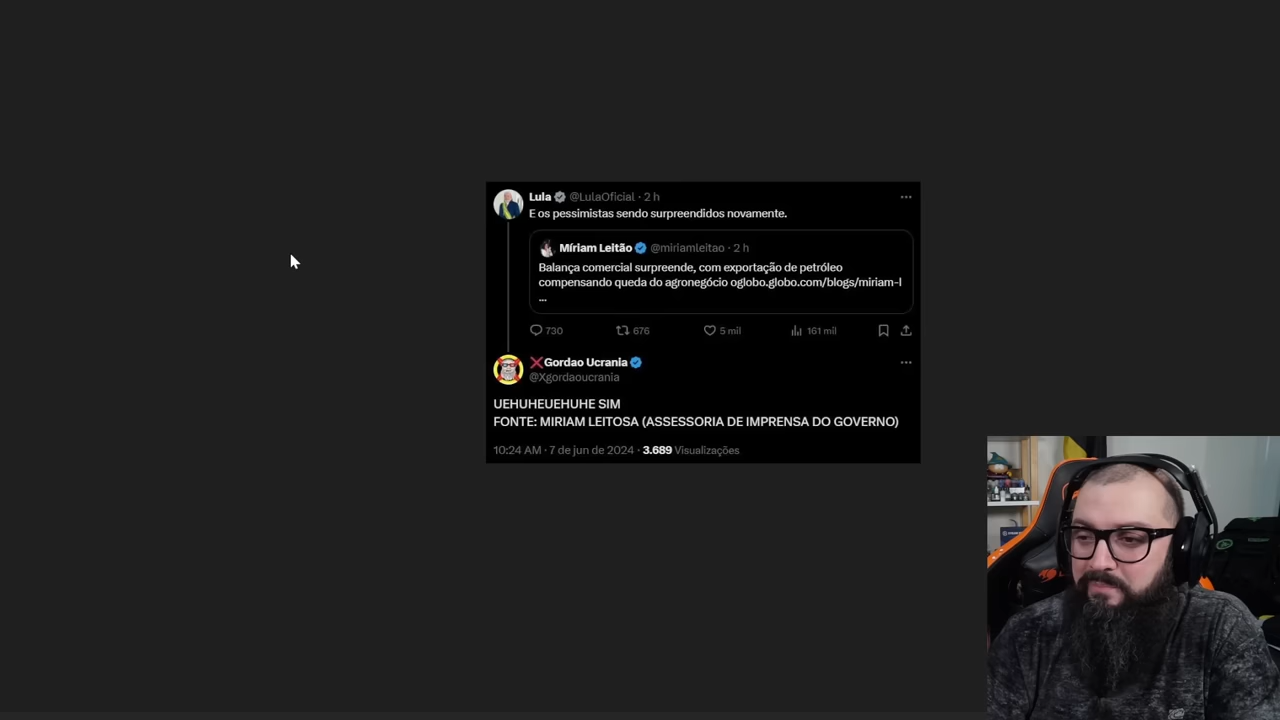 Lula @LulaOficial · 2 h
E os pessimistas sendo surpreendidos novamente.
Míriam Leitão @miriamleitao · 2 h
Balança comercial surpreende, com exportação de petróleo
compensando queda do agronegócio oglobo.globo.com/blogs/miriam-l
...
730 676 5 mil 161 mil
❌Gordao Ucrania
@Xgordaoucrania
UEHUHEUEHUHE SIM
FONTE: MIRIAM LEITOSA (ASSESSORIA DE IMPRENSA DO GOVERNO)
10:24 AM · 7 de jun de 2024 · 3.689 Visualizações